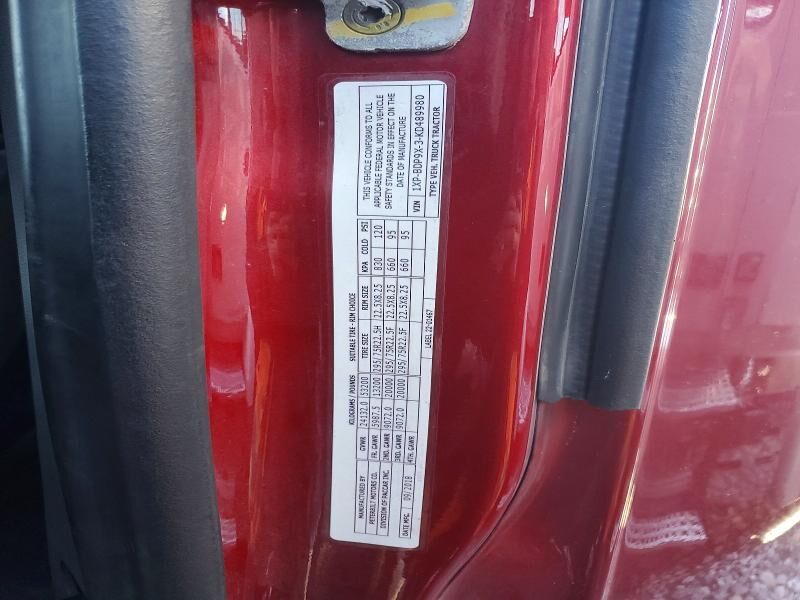 MANUFACTURED BY GVWR KILOGRAMS / POUNDS SUITABLE TIRE - RIM CHOICE
TIRE SIZE RIM SIZE KPA COLD PSI
24132.0 53200
PETERBILT MOTORS CO. FR. GAWR 5987.5 13200 295/75R22.5H 22.5X8.25 830 120
DIVISION OF PACCAR INC. 2ND. GAWR 9072.0 20000 295/75R22.5F 22.5X8.25 660 95
DATE MFG. 09/2018 3RD. GAWR 9072.0 20000 295/75R22.5F 22.5X8.25 660 95
4TH. GAWR
LABEL 22-01467
THIS VEHICLE CONFORMS TO ALL
APPLICABLE FEDERAL MOTOR VEHICLE
SAFETY STANDARDS IN EFFECT ON THE
DATE OF MANUFACTURE
VIN 1XP-BDP9X-3-KD489980
TYPE VEH. TRUCK TRACTOR